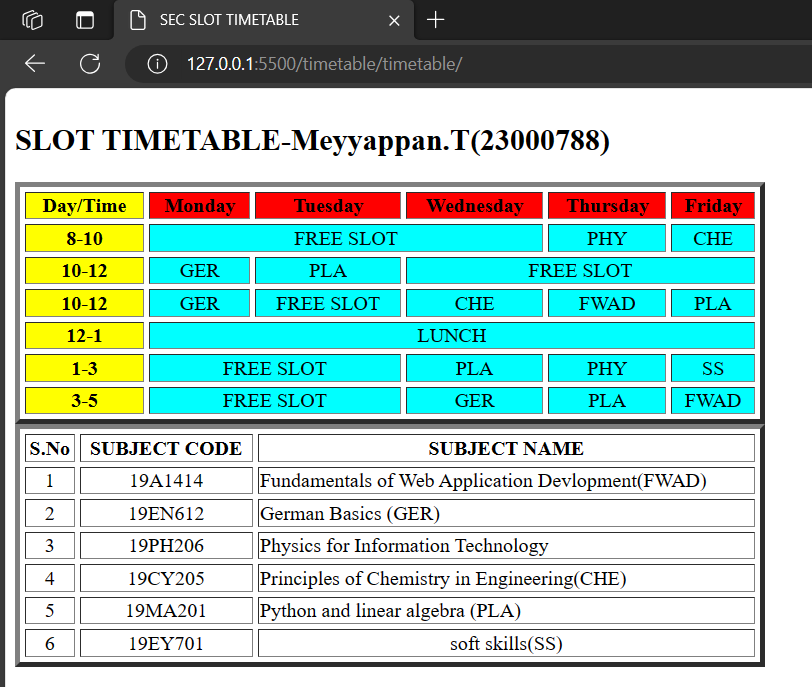 SEC SLOT TIMETABLE
127.0.0.1:5500/timetable/timetable/
SLOT TIMETABLE-Meyyappan.T(23000788)
Day/Time Monday Tuesday Wednesday Thursday Friday
8-10 FREE SLOT PHY CHE
10-12 GER PLA FREE SLOT
10-12 GER FREE SLOT CHE FWAD PLA
12-1 LUNCH
1-3 FREE SLOT PLA PHY SS
3-5 FREE SLOT GER PLA FWAD
S.No SUBJECT CODE SUBJECT NAME
1 19A1414 Fundamentals of Web Application Devlopment(FWAD)
2 19EN612 German Basics (GER)
3 19PH206 Physics for Information Technology
4 19CY205 Principles of Chemistry in Engineering(CHE)
5 19MA201 Python and linear algebra (PLA)
6 19EY701 soft skills(SS)